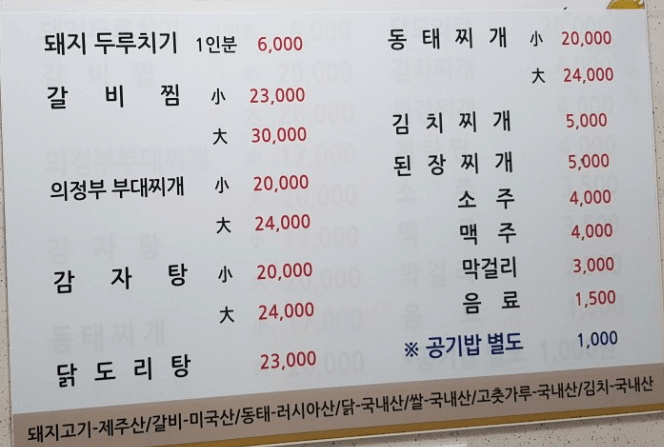 돼지 두루치기 1인분 6,000
갈 비 찜 小 23,000
大 30,000
의정부 부대찌개 小 20,000
大 24,000
감 자 탕 小 20,000
大 24,000
닭 도 리 탕 23,000
동 태 찌 개 小 20,000
大 24,000
김 치 찌 개 5,000
된 장 찌 개 5,000
소 주 4,000
맥 주 4,000
막걸리 3,000
음 료 1,500
※ 공기밥 별도 1,000
돼지고기-제주산/갈비-미국산/동태-러시아산/닭-국내산/쌀-국내산/고춧가루-국내산/김치-국내산